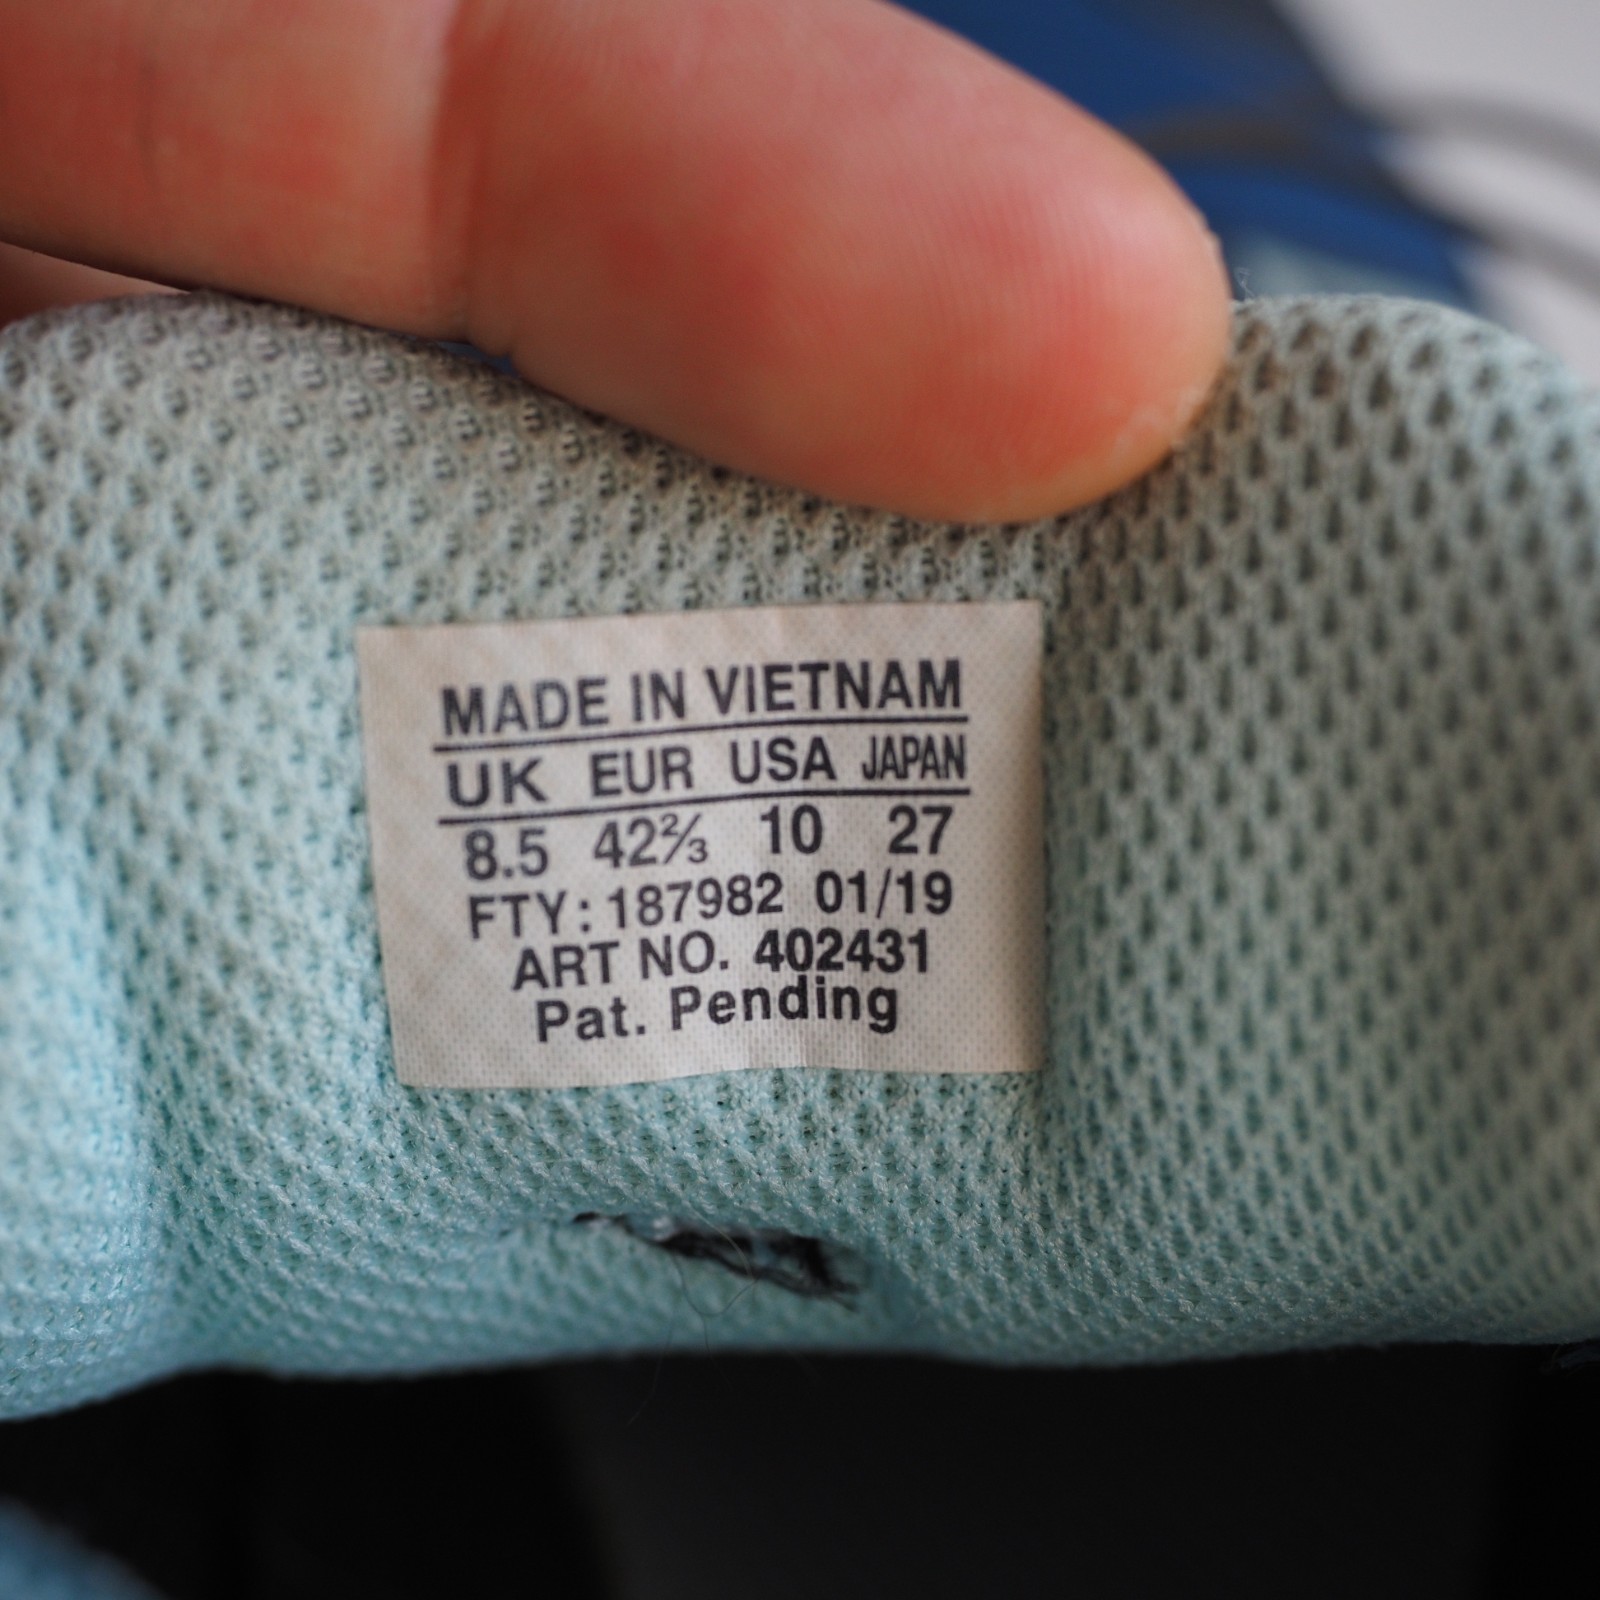 MADE IN VIETNAM
UK EUR USA JAPAN
8.5 42⅔ 10 27
FTY: 187982 01/19
ART NO. 402431
Pat. Pending